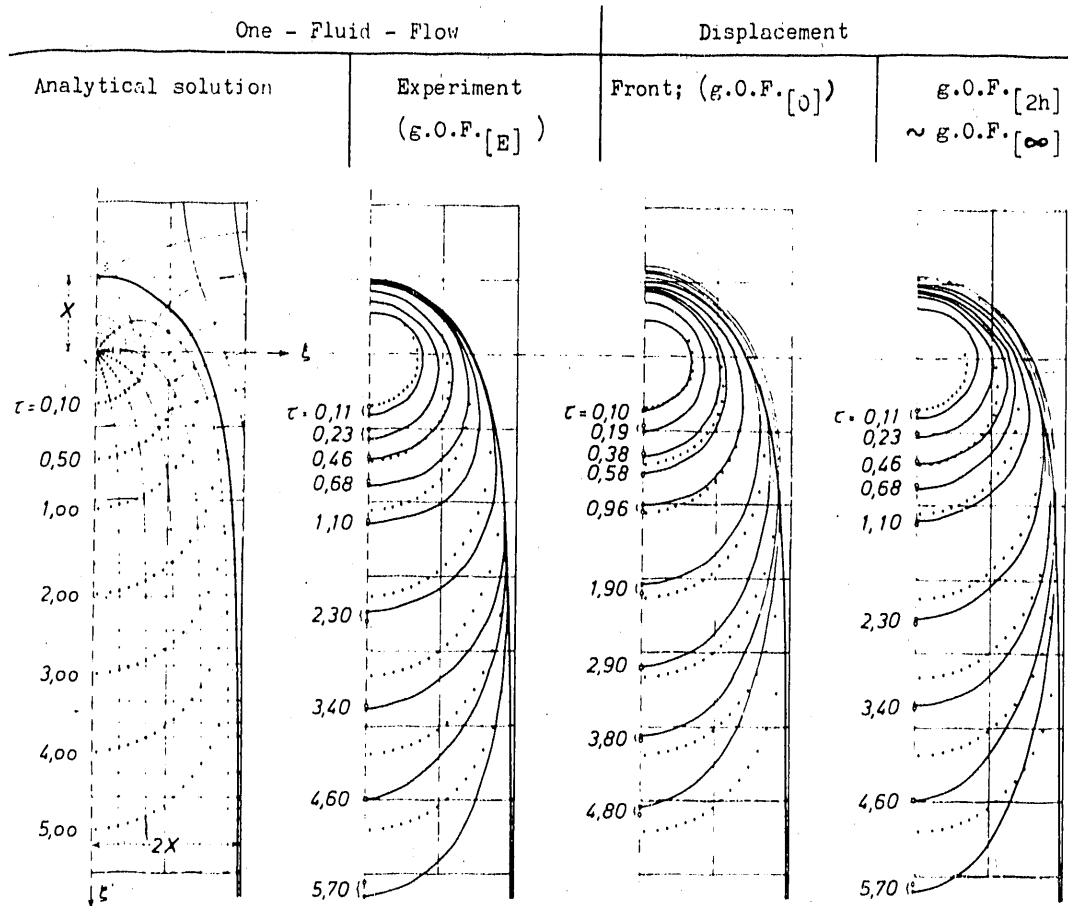 One - Fluid - Flow
Displacement
Analytical solution
Experiment
(g.O.F.[E] )
Front; (g.O.F.[0])
g.O.F.[2h]
~ g.O.F.[∞]
X
ξ
τ = 0,10
0,50
1,00
2,00
3,00
4,00
5,00
2X
ξ
τ = 0,11
0,23
0,46
0,68
1,10
2,30
3,40
4,60
5,70
τ = 0,10
0,19
0,38
0,58
0,96
1,90
2,90
3,80
4,80
τ = 0,11
0,23
0,46
0,68
1,10
2,30
3,40
4,60
5,70